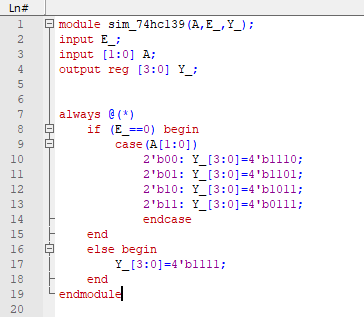 Ln#
1 module sim_74hc139(A,E_,Y_);
2 input E_;
3 input [1:0] A;
4 output reg [3:0] Y_;
5
6
7 always @(*)
8 if (E_==0) begin
9 case(A[1:0])
10 2'b00: Y_[3:0]=4'b1110;
11 2'b01: Y_[3:0]=4'b1101;
12 2'b10: Y_[3:0]=4'b1011;
13 2'b11: Y_[3:0]=4'b0111;
14 endcase
15 end
16 else begin
17 Y_[3:0]=4'b1111;
18 end
19 endmodule
20